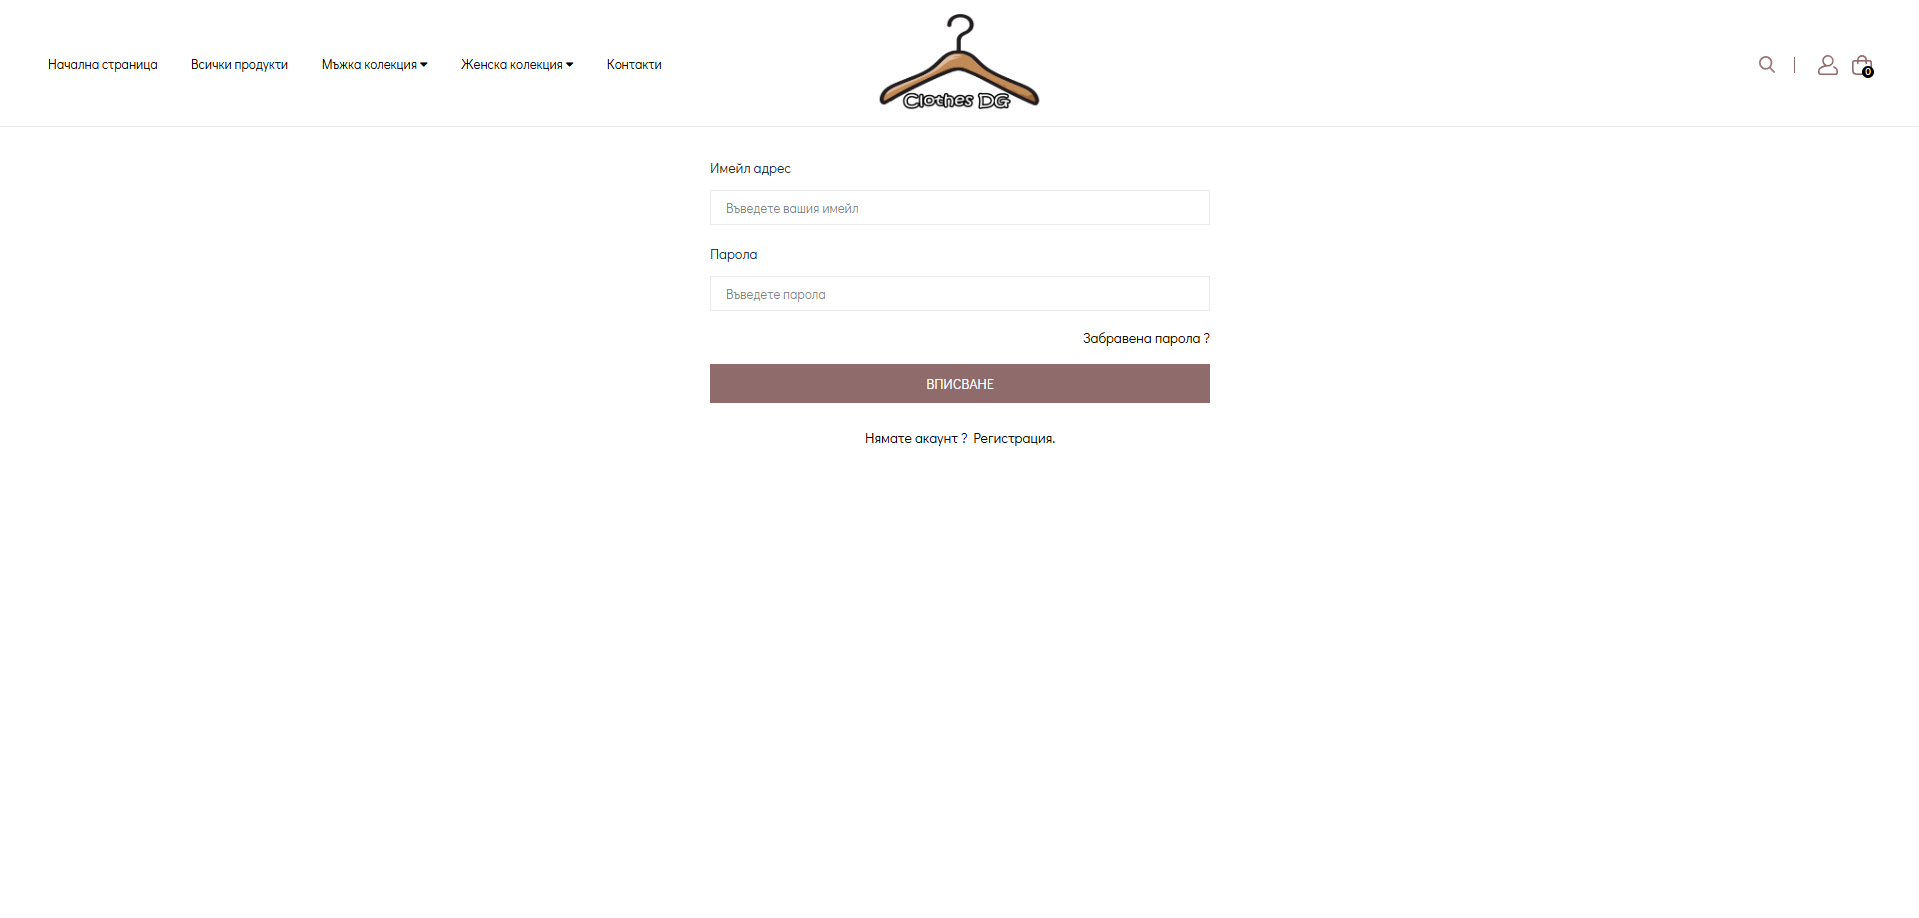 Начална страница Всички продукти Мъжка колекция Женска колекция Контакти
Clothes DG
0
Имейл адрес
Въведете вашия имейл
Парола
Въведете парола
Забравена парола ?
ВПИСВАНЕ
Нямате акаунт ? Регистрация.